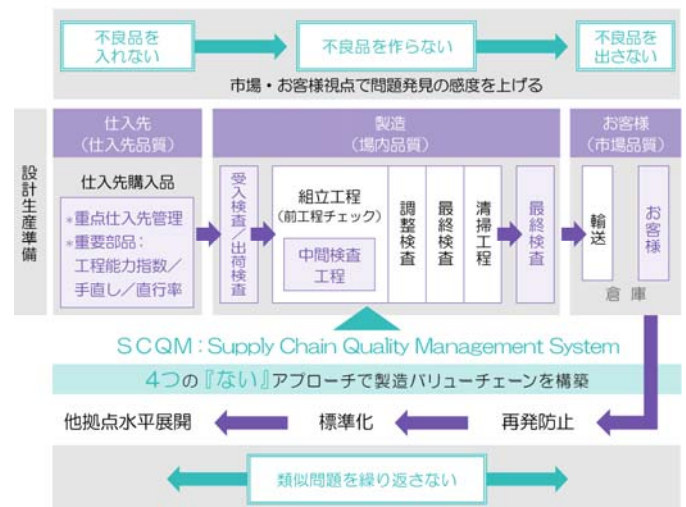 不良品を
入れない
不良品を作らない
不良品を
出さない
市場・お客様視点で問題発見の感度を上げる
設計生産準備
仕入先
(仕入先品質)
製造
(場内品質)
お客様
(市場品質)
仕入先購入品
*重点仕入先管理
*重要部品:
工程能力指数/
手直し/直行率
受入検査/出荷検査
組立工程
(前工程チェック)
中間検査
工程
調整検査
最終検査
清掃工程
最終検査
輸送
お客様
倉庫
SCQM:Supply Chain Quality Management System
4つの『ない』アプローチで製造バリューチェーンを構築
他拠点水平展開
標準化
再発防止
類似問題を繰り返さない